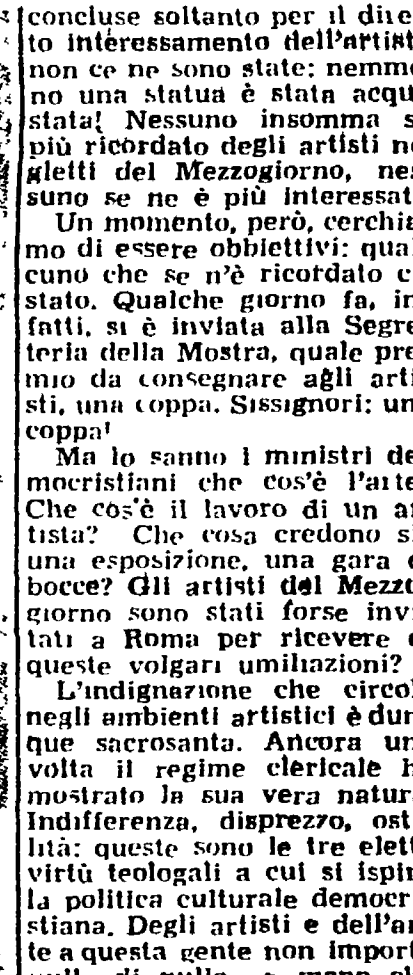 concluse soltanto per il dire
to interessamento dell'artist
non ce ne sono state: nemme
no una statua è stata acqu
stata! Nessuno insomma s
più ricordato degli artisti ne
gletti del Mezzogiorno, nes
suno se ne è più interessat
Un momento, però, cerchia
mo di essere obbiettivi: qual
cuno che se n'è ricordato c'
stato. Qualche giorno fa, in
fatti, si è inviata alla Segre
teria della Mostra, quale pre
mio da consegnare agli arti
sti, una coppa. Sissignori: un
coppa!
Ma lo sanno i ministri de
mocristiani che cos'è l'arte
Che cos'è il lavoro di un ar
tista? Che cosa credono si
una esposizione, una gara d
bocce? Gli artisti del Mezzo
giorno sono stati forse invi
tati a Roma per ricevere
queste volgari umiliazioni?
L'indignazione che circol
negli ambienti artistici è dun
que sacrosanta. Ancora un
volta il regime clericale h
mostrato la sua vera natur
Indifferenza, disprezzo, ost
lità: queste sono le tre elett
virtù teologali a cui si ispir
la politica culturale democr
stiana. Degli artisti e dell'ar
te a questa gente non import